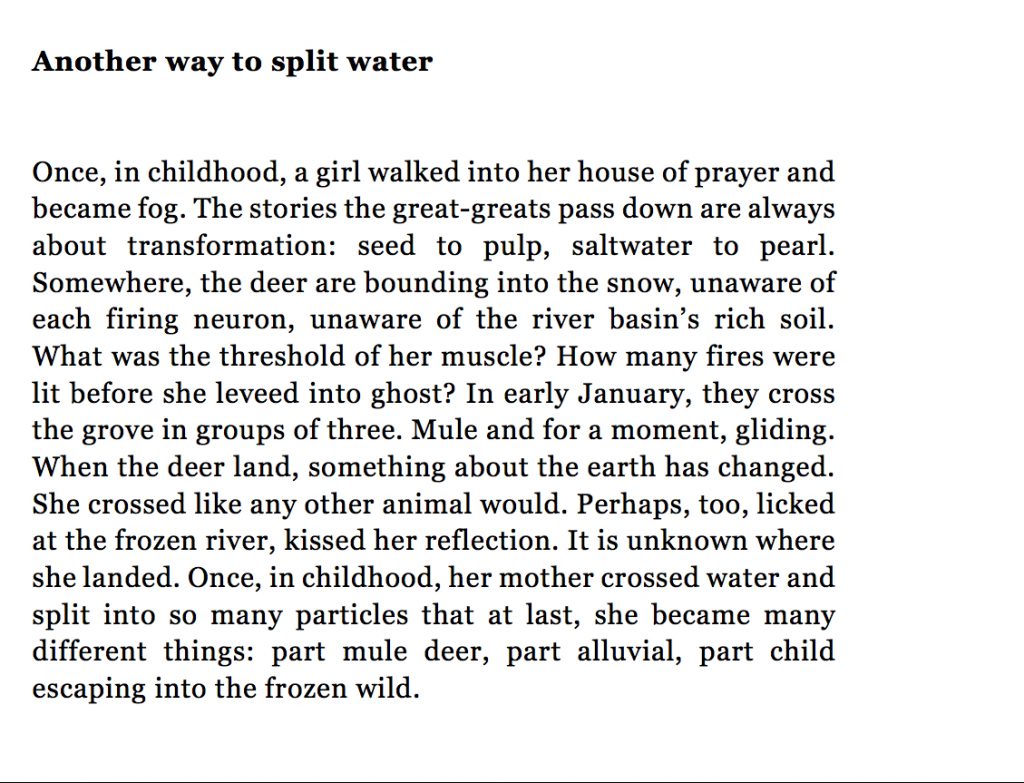 Another way to split water
Once, in childhood, a girl walked into her house of prayer and
became fog. The stories the great-greats pass down are always
about transformation: seed to pulp, saltwater to pearl.
Somewhere, the deer are bounding into the snow, unaware of
each firing neuron, unaware of the river basin’s rich soil.
What was the threshold of her muscle? How many fires were
lit before she leveed into ghost? In early January, they cross
the grove in groups of three. Mule and for a moment, gliding.
When the deer land, something about the earth has changed.
She crossed like any other animal would. Perhaps, too, licked
at the frozen river, kissed her reflection. It is unknown where
she landed. Once, in childhood, her mother crossed water and
split into so many particles that at last, she became many
different things: part mule deer, part alluvial, part child
escaping into the frozen wild.